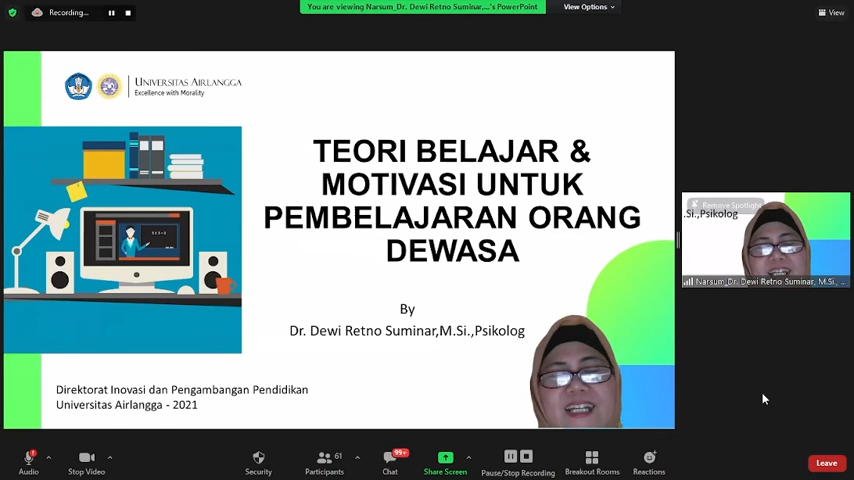 Recording...
You are viewing Narsum_Dr. Dewi Retno Suminar,...'s PowerPoint
View Options
View
UNIVERSITAS AIRLANGGA
Excellence with Morality
TEORI BELAJAR &
MOTIVASI UNTUK
PEMBELAJARAN ORANG
DEWASA
By
Dr. Dewi Retno Suminar,M.Si.,Psikolog
Direktorat Inovasi dan Pengambangan Pendidikan
Universitas Airlangga - 2021
Remove Spotlight
.Si.,Psikolog
Narsum_Dr. Dewi Retno Suminar, M.Si., ...
Audio
Stop Video
Security
61
Participants
99+
Chat
Share Screen
Pause/Stop Recording
Breakout Rooms
Reactions
Leave